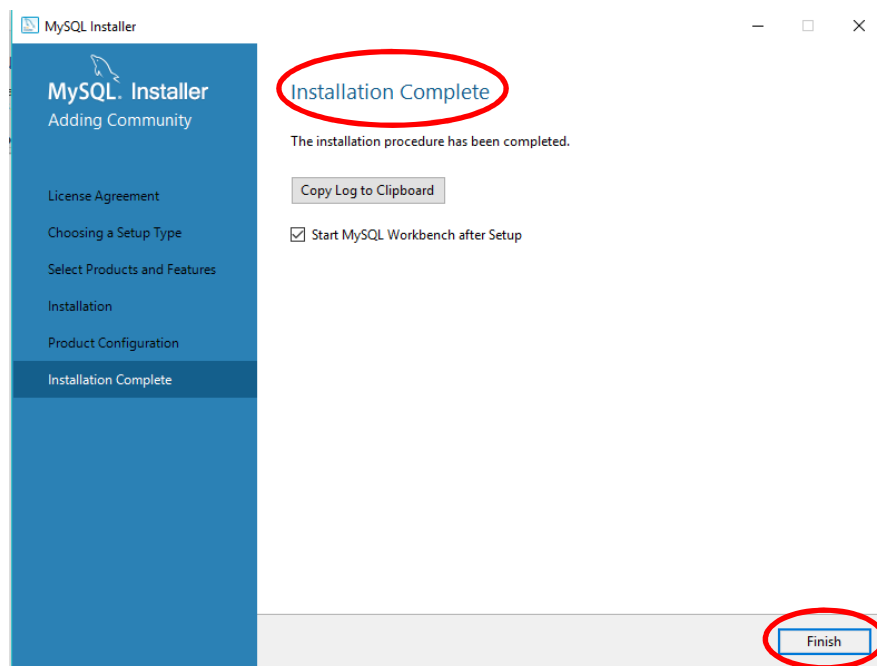 MySQL Installer
MySQL. Installer
Adding Community
License Agreement
Choosing a Setup Type
Select Products and Features
Installation
Product Configuration
Installation Complete
Installation Complete
The installation procedure has been completed.
Copy Log to Clipboard
Start MySQL Workbench after Setup
Finish